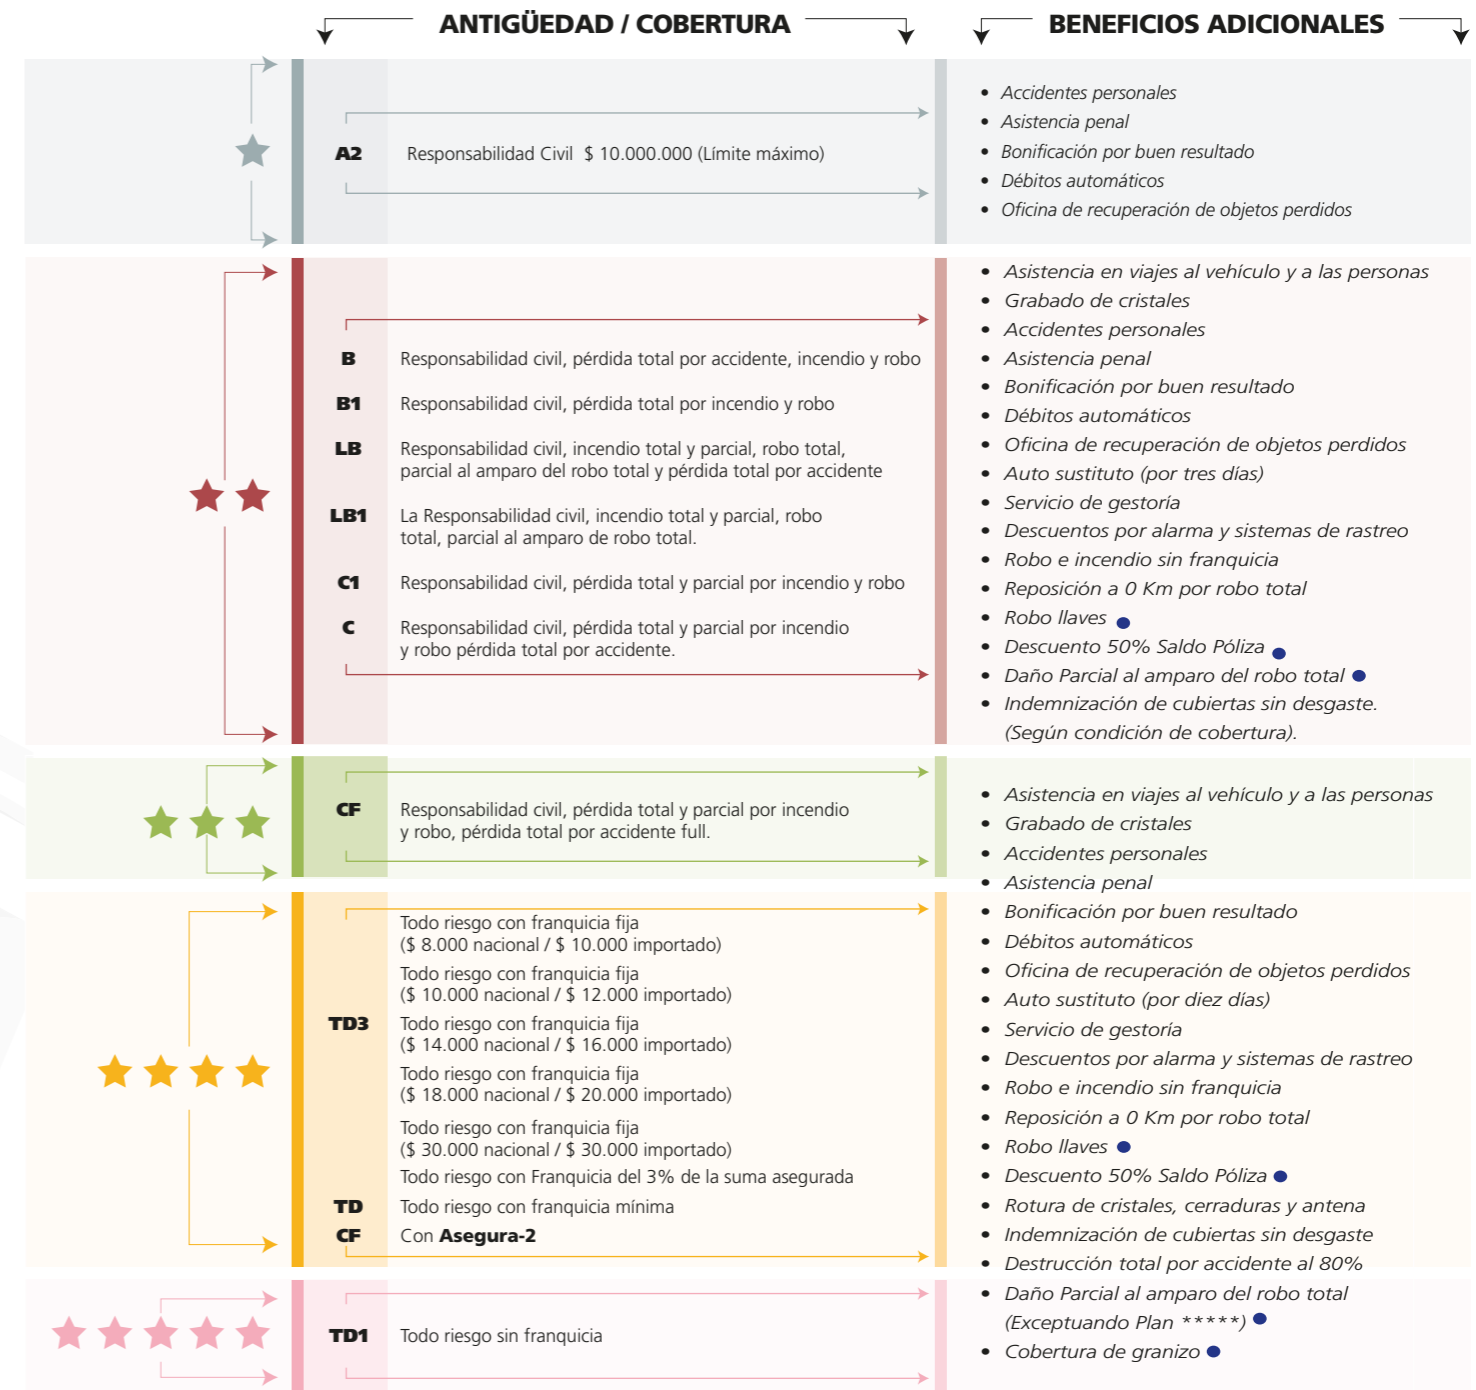 ANTIGÜEDAD / COBERTURA
BENEFICIOS ADICIONALES
A2 Responsabilidad Civil $ 10.000.000 (Límite máximo)
• Accidentes personales
• Asistencia penal
• Bonificación por buen resultado
• Débitos automáticos
• Oficina de recuperación de objetos perdidos
B Responsabilidad civil, pérdida total por accidente, incendio y robo
B1 Responsabilidad civil, pérdida total por incendio y robo
LB Responsabilidad civil, incendio total y parcial, robo total,
parcial al amparo del robo total y pérdida total por accidente
LB1 La Responsabilidad civil, incendio total y parcial, robo
total, parcial al amparo de robo total.
C1 Responsabilidad civil, pérdida total y parcial por incendio y robo
C Responsabilidad civil, pérdida total y parcial por incendio
y robo pérdida total por accidente.
• Asistencia en viajes al vehículo y a las personas
• Grabado de cristales
• Accidentes personales
• Asistencia penal
• Bonificación por buen resultado
• Débitos automáticos
• Oficina de recuperación de objetos perdidos
• Auto sustituto (por tres días)
• Servicio de gestoría
• Descuentos por alarma y sistemas de rastreo
• Robo e incendio sin franquicia
• Reposición a 0 Km por robo total
• Robo llaves
• Descuento 50% Saldo Póliza
• Daño Parcial al amparo del robo total
• Indemnización de cubiertas sin desgaste.
(Según condición de cobertura).
CF Responsabilidad civil, pérdida total y parcial por incendio
y robo, pérdida total por accidente full.
Todo riesgo con franquicia fija
($ 8.000 nacional / $ 10.000 importado)
Todo riesgo con franquicia fija
($ 10.000 nacional / $ 12.000 importado)
TD3 Todo riesgo con franquicia fija
($ 14.000 nacional / $ 16.000 importado)
Todo riesgo con franquicia fija
($ 18.000 nacional / $ 20.000 importado)
Todo riesgo con franquicia fija
($ 30.000 nacional / $ 30.000 importado)
Todo riesgo con Franquicia del 3% de la suma asegurada
TD Todo riesgo con franquicia mínima
CF Con Asegura-2
TD1 Todo riesgo sin franquicia
• Asistencia en viajes al vehículo y a las personas
• Grabado de cristales
• Accidentes personales
• Asistencia penal
• Bonificación por buen resultado
• Débitos automáticos
• Oficina de recuperación de objetos perdidos
• Auto sustituto (por diez días)
• Servicio de gestoría
• Descuentos por alarma y sistemas de rastreo
• Robo e incendio sin franquicia
• Reposición a 0 Km por robo total
• Robo llaves
• Descuento 50% Saldo Póliza
• Rotura de cristales, cerraduras y antena
• Indemnización de cubiertas sin desgaste
• Destrucción total por accidente al 80%
• Daño Parcial al amparo del robo total
(Exceptuando Plan *****)
• Cobertura de granizo